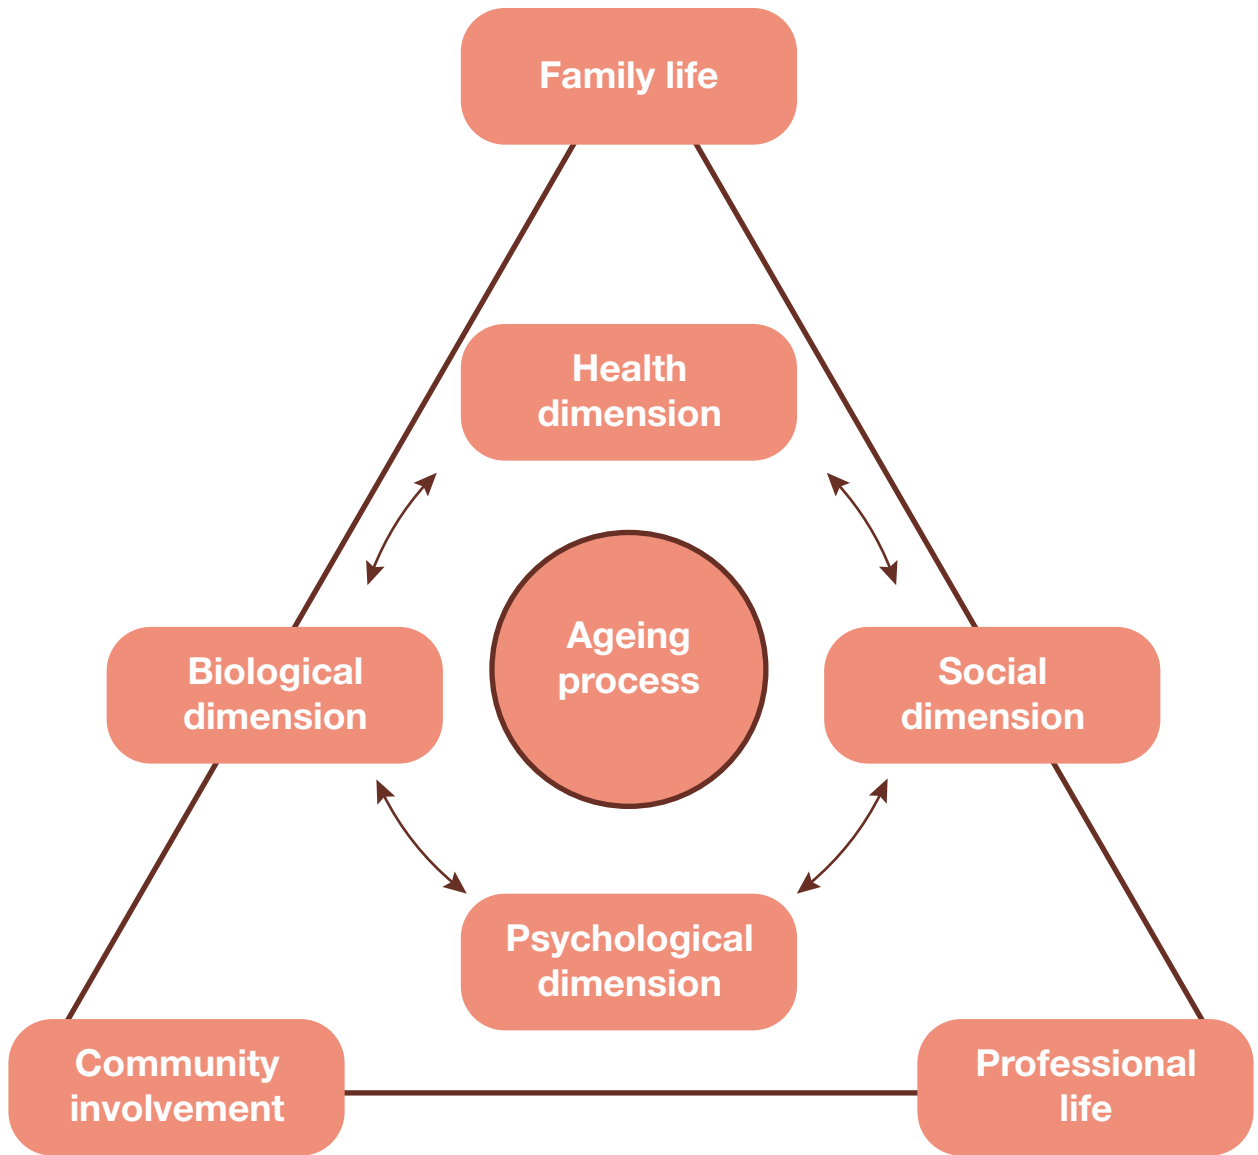 Family life
Health
dimension
Ageing
process
Biological
dimension
Social
dimension
Psychological
dimension
Community
involvement
Professional
life